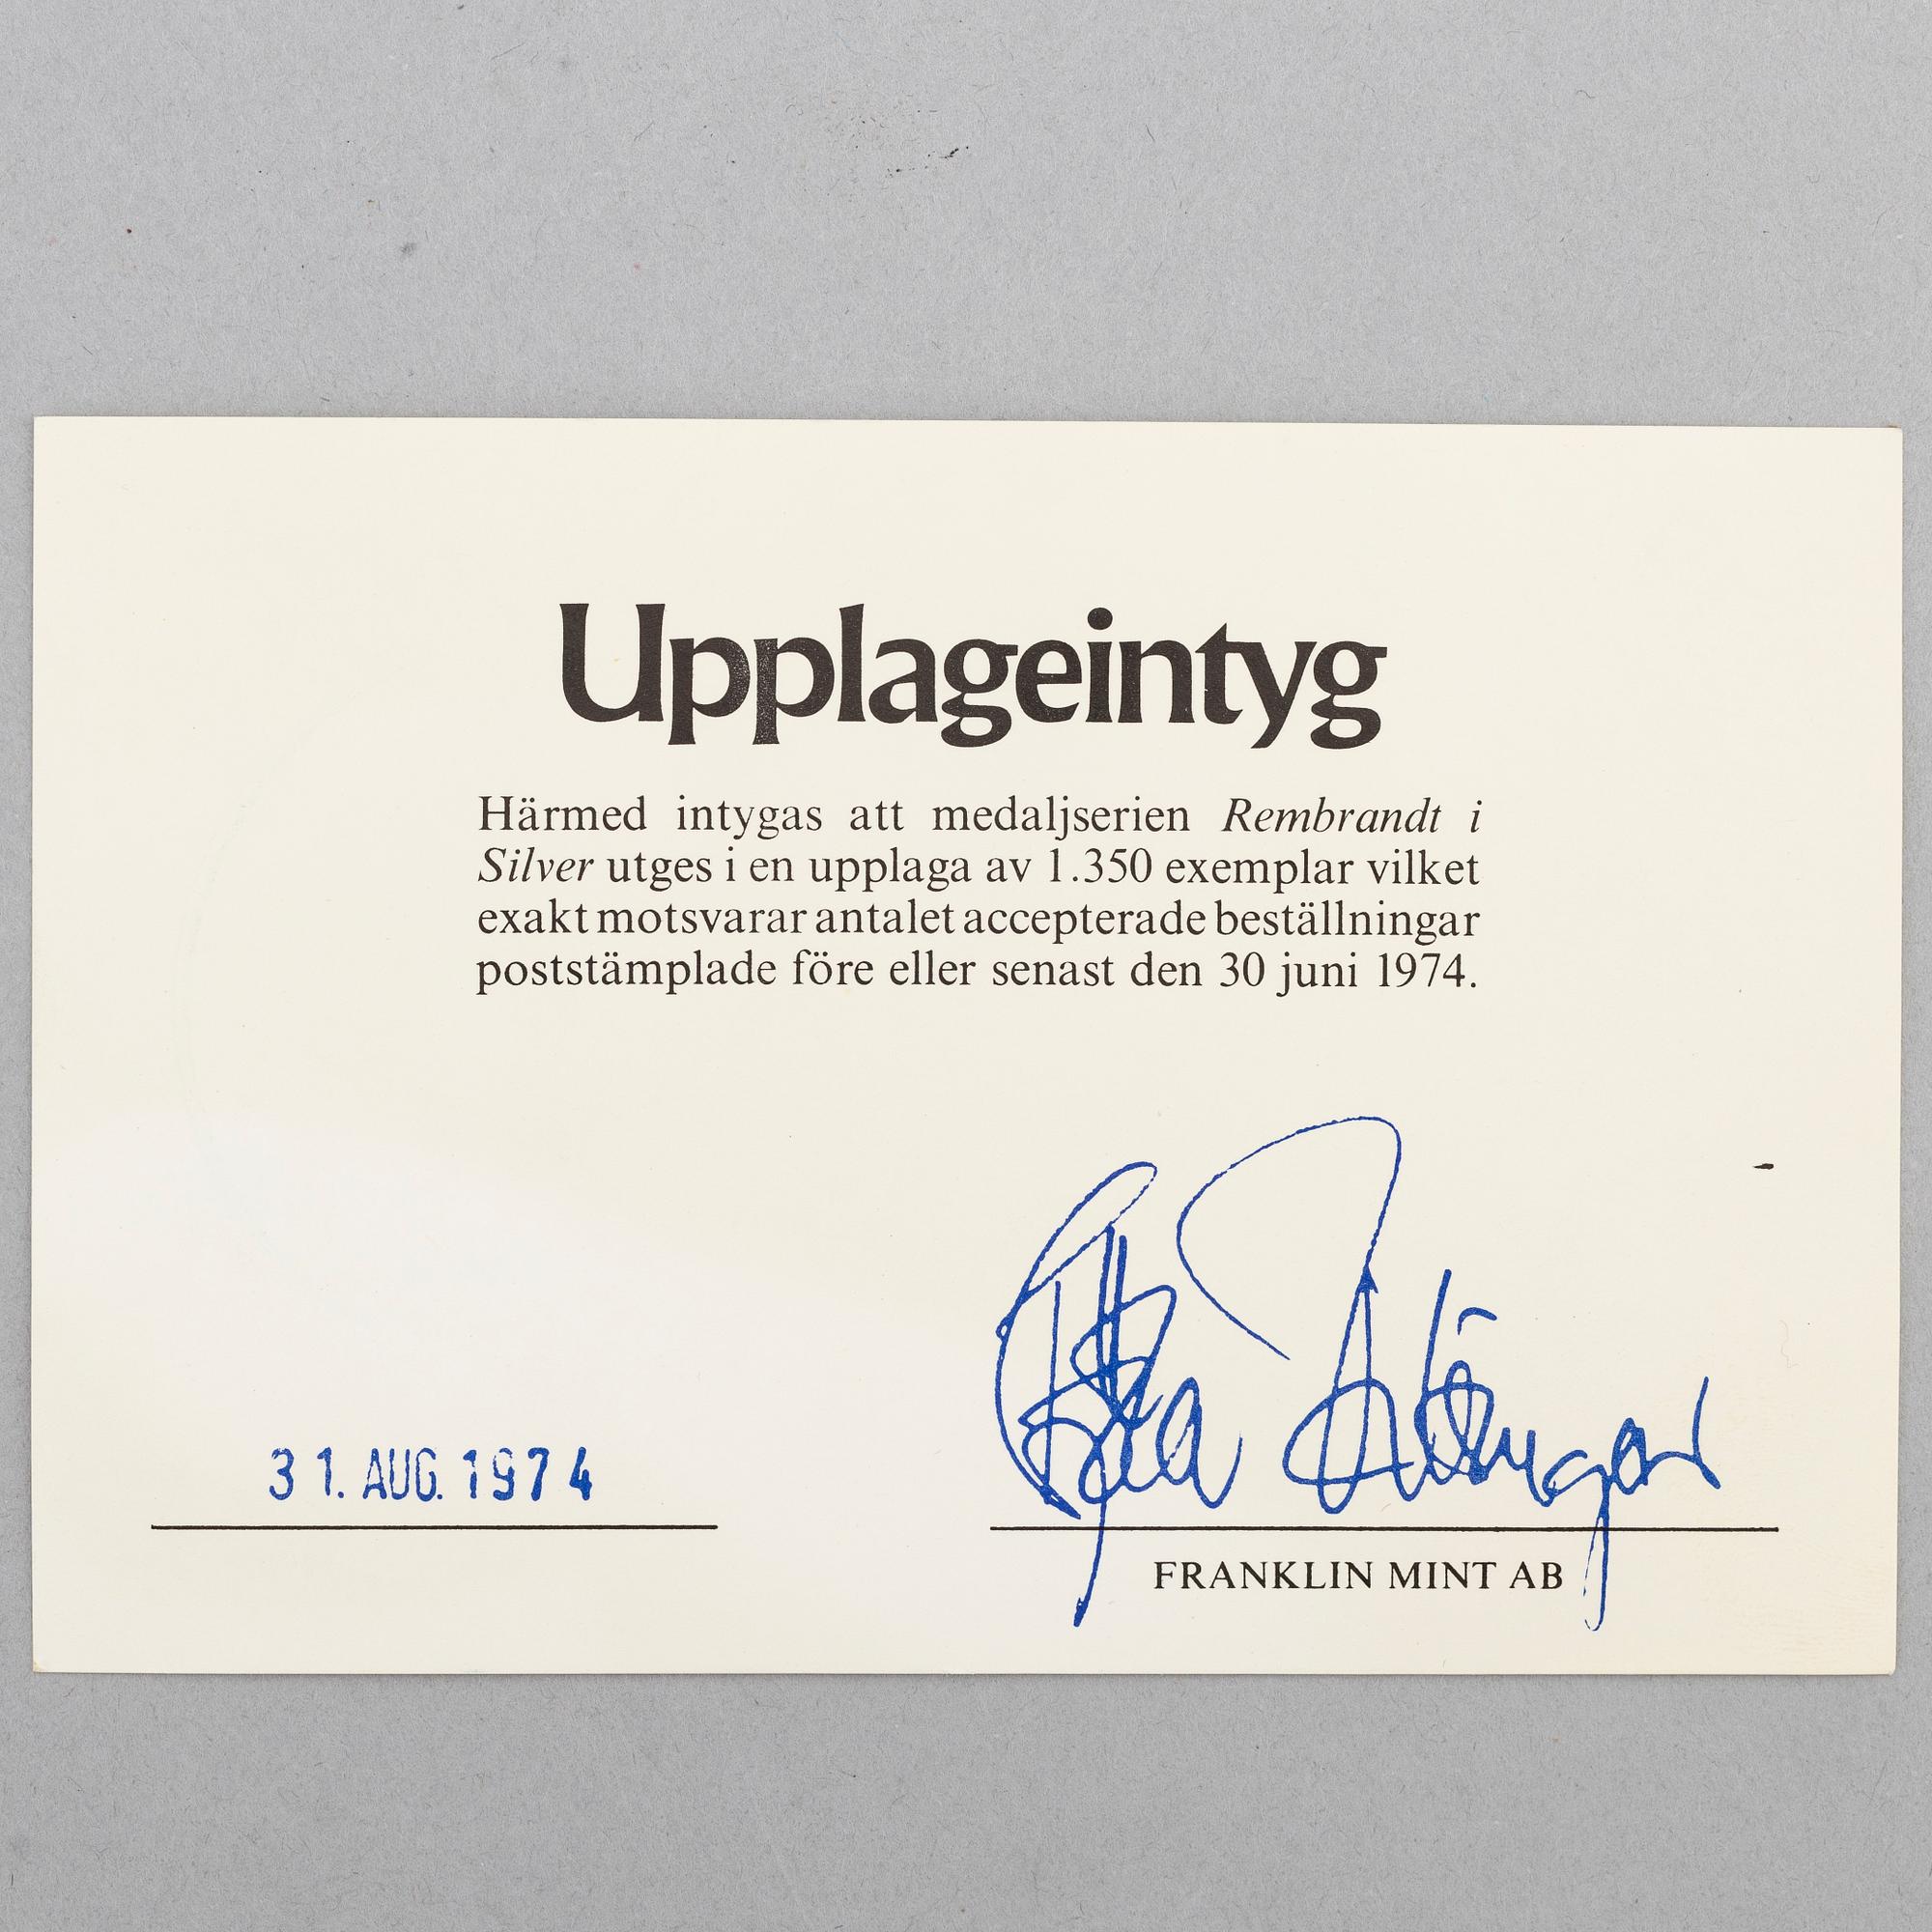 Upplageintyg
Härmed intygas att medaljserien Rembrandt i
Silver utges i en upplaga av 1.350 exemplar vilket
exakt motsvarar antalet accepterade beställningar
poststämplade före eller senast den 30 juni 1974.
31. AUG. 1974
FRANKLIN MINT AB